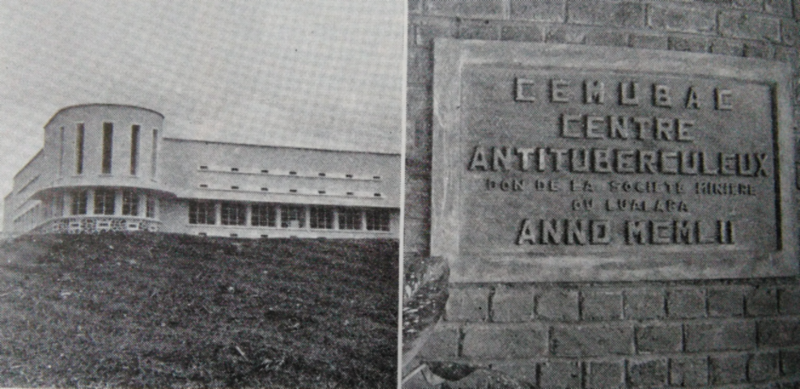 CEMUBAC
CENTRE
ANTITUBERCULEUX
DON DE LA SOCIETE MINIERE
DU LUALABA
ANNO MCMLII